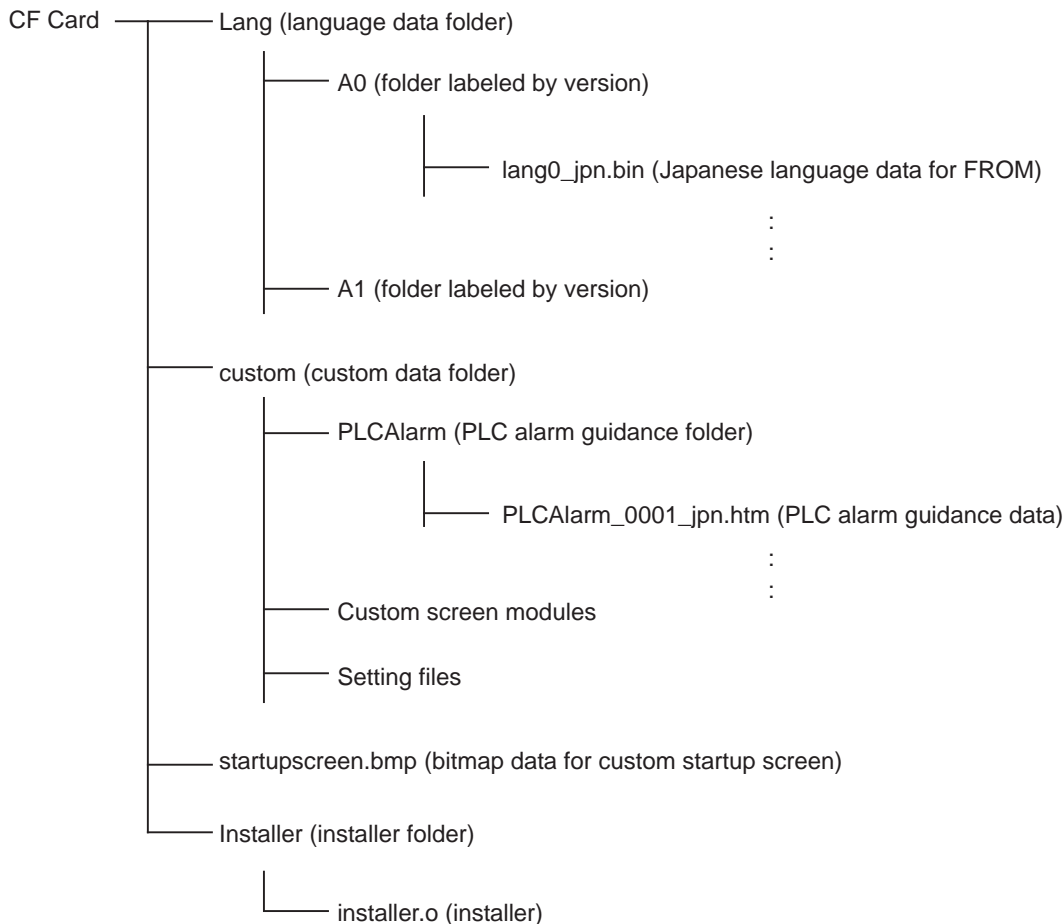 CF Card
Lang (language data folder)
A0 (folder labeled by version)
lang0_jpn.bin (Japanese language data for FROM)
:
:
A1 (folder labeled by version)
custom (custom data folder)
PLCAlarm (PLC alarm guidance folder)
PLCAlarm_0001_jpn.htm (PLC alarm guidance data)
:
:
Custom screen modules
Setting files
startupscreen.bmp (bitmap data for custom startup screen)
Installer (installer folder)
installer.o (installer)